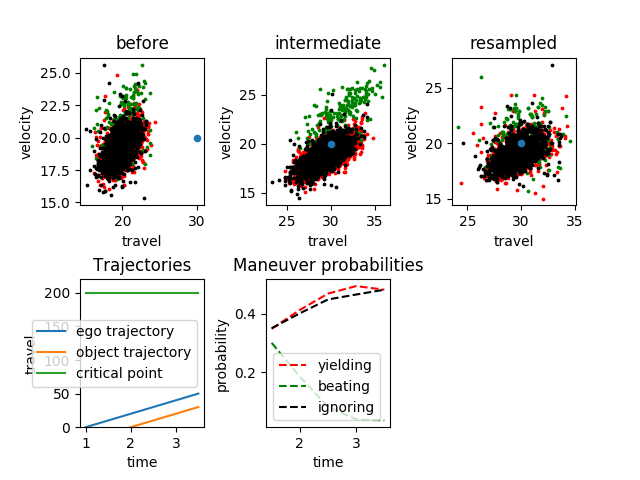 before
25.0
22.5
20.0
17.5
15.0
velocity
20
30
travel
intermediate
25
20
15
velocity
25
30
35
travel
resampled
25
20
15
velocity
25
30
35
travel
Trajectories
200
150
100
50
0
travel
ego trajectory
object trajectory
critical point
1
2
3
time
Maneuver probabilities
0.4
0.2
probability
yielding
beating
ignoring
2
3
time